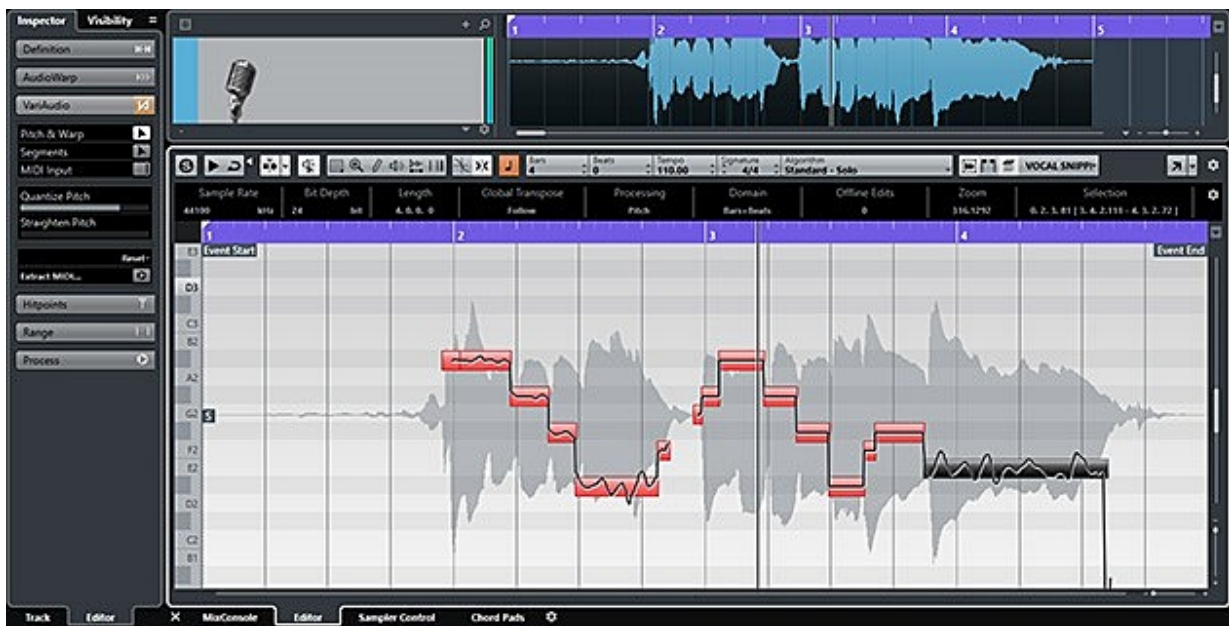 Inspector Visibility
Definition
AudioWarp
VariAudio
Pitch & Warp
Segments
MIDI Input
Quantize Pitch
Straighten Pitch
Reset
Extract MIDI...
Hitpoints
Range
Process
1 2 3 4 5
Bars Beats Tempo Signature Algorithm
4 0 110.00 4/4 Standard - Solo VOCAL SNIPP
Sample Rate Bit Depth Length Global Transpose Processing Domain Offline Edits Zoom Selection
44100 kHz 24 bit 4. 0. 0. 0 Follow Pitch Bars+Beats 0 316.1292 0. 2. 3. 81 [ 3. 4. 2.111 - 4. 3. 2. 72 ]
1 2 3 4
E3 Event Start Event End
D3
C3
B2
A2
G2 S
F2
E2
D2
C2
B1
Track Editor MixConsole Editor Sampler Control Chord Pads